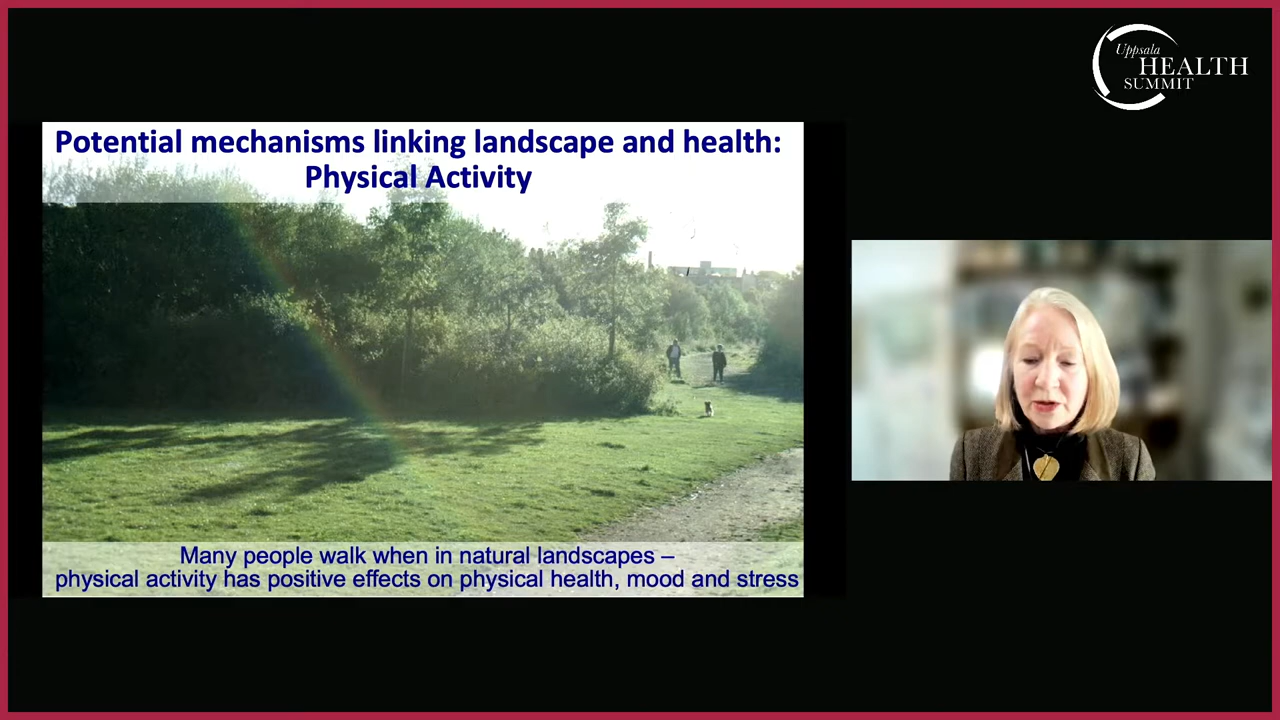 Uppsala
HEALTH
SUMMIT
Potential mechanisms linking landscape and health:
Physical Activity
Many people walk when in natural landscapes –
physical activity has positive effects on physical health, mood and stress